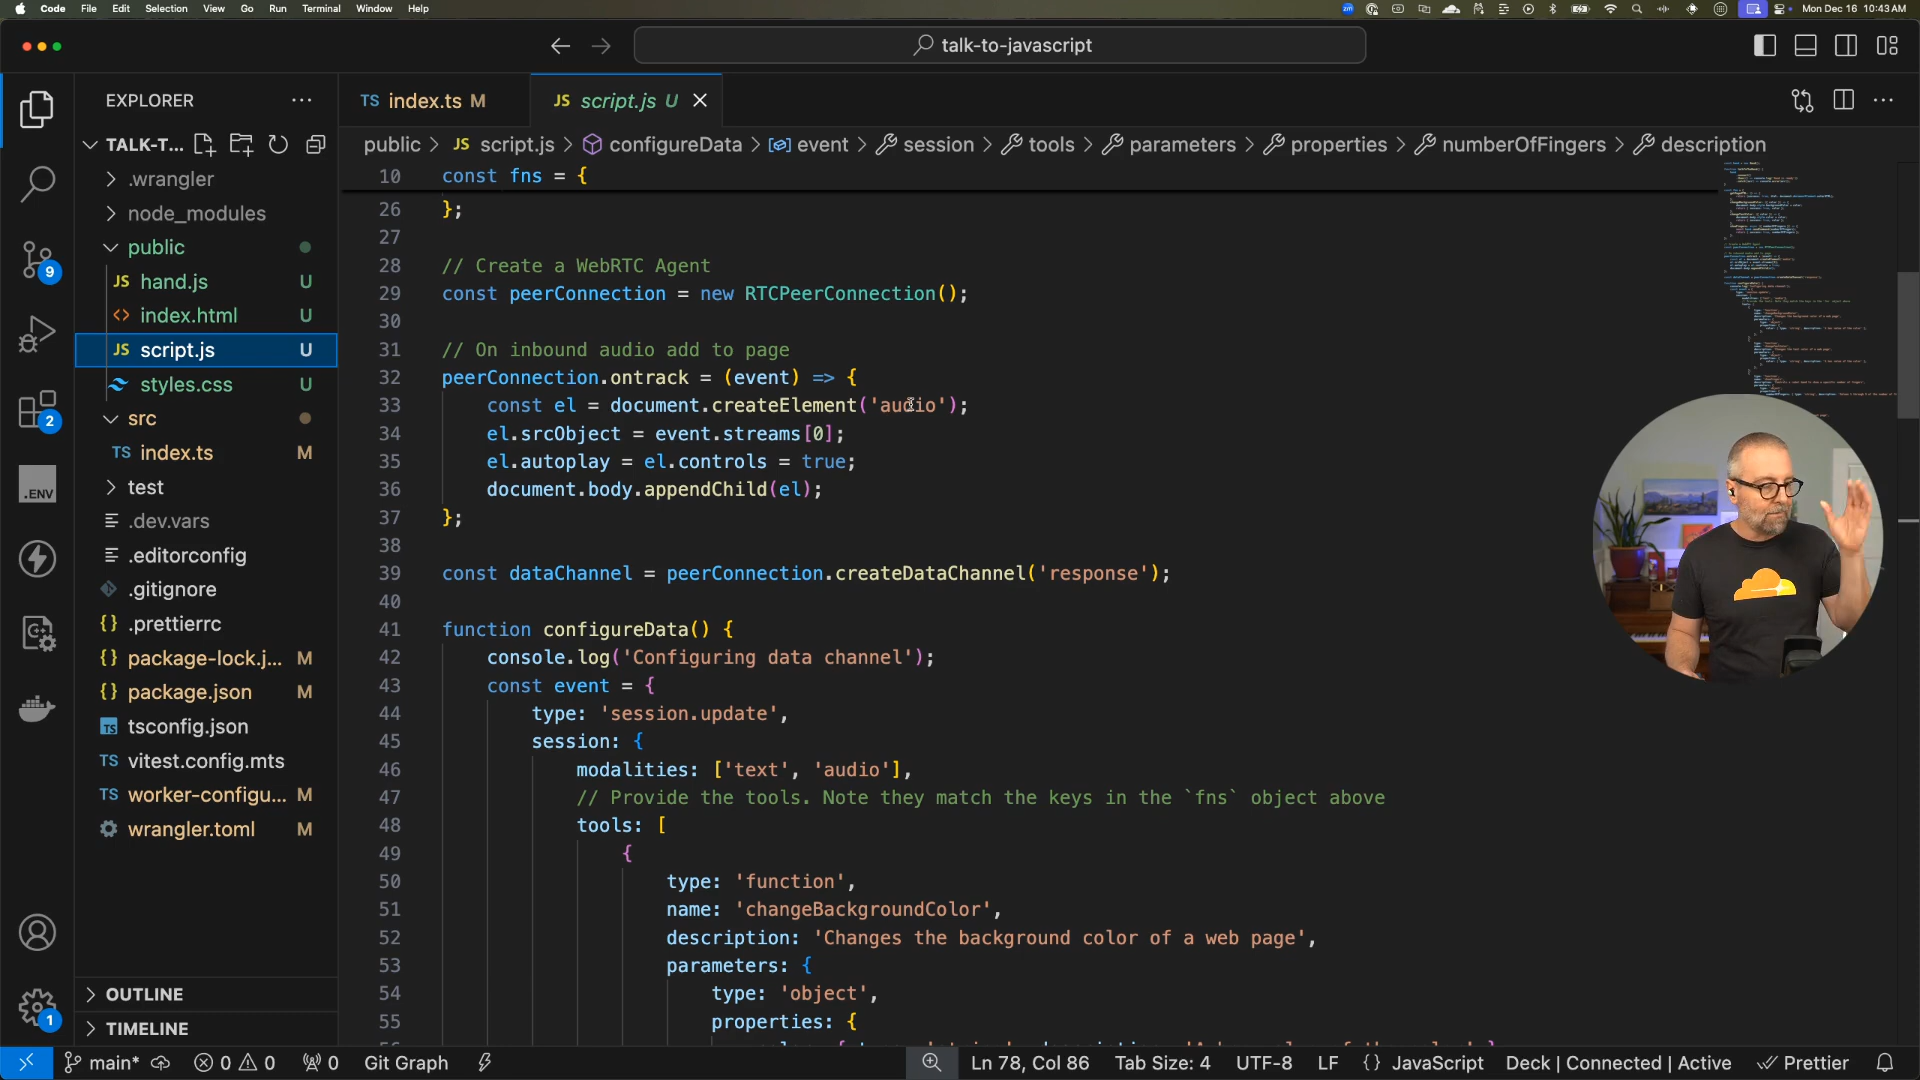 Code File Edit Selection View Go Run Terminal Window Help
zm
Mon Dec 16 10:43 AM
talk-to-javascript
EXPLORER
TS index.ts M
JS script.js U
TALK-T...
public > JS script.js > configureData > event > session > tools > parameters > properties > numberOfFingers > description
.wrangler
node_modules
public
JS hand.js U
<> index.html U
JS script.js U
styles.css U
src
TS index.ts M
test
.dev.vars
.editorconfig
.gitignore
{} .prettierrc
{} package-lock.j... M
{} package.json M
TS tsconfig.json
TS vitest.config.mts
TS worker-configu... M
wrangler.toml M
OUTLINE
TIMELINE
9
2
.ENV
1
10 const fns = {
26 };
27
28 // Create a WebRTC Agent
29 const peerConnection = new RTCPeerConnection();
30
31 // On inbound audio add to page
32 peerConnection.ontrack = (event) => {
33 const el = document.createElement('audio');
34 el.srcObject = event.streams[0];
35 el.autoplay = el.controls = true;
36 document.body.appendChild(el);
37 };
38
39 const dataChannel = peerConnection.createDataChannel('response');
40
41 function configureData() {
42 console.log('Configuring data channel');
43 const event = {
44 type: 'session.update',
45 session: {
46 modalities: ['text', 'audio'],
47 // Provide the tools. Note they match the keys in the `fns` object above
48 tools: [
49 {
50 type: 'function',
51 name: 'changeBackgroundColor',
52 description: 'Changes the background color of a web page',
53 parameters: {
54 type: 'object',
55 properties: {
main* 0 0 0 Git Graph
Ln 78, Col 86 Tab Size: 4 UTF-8 LF {} JavaScript Deck | Connected | Active Prettier